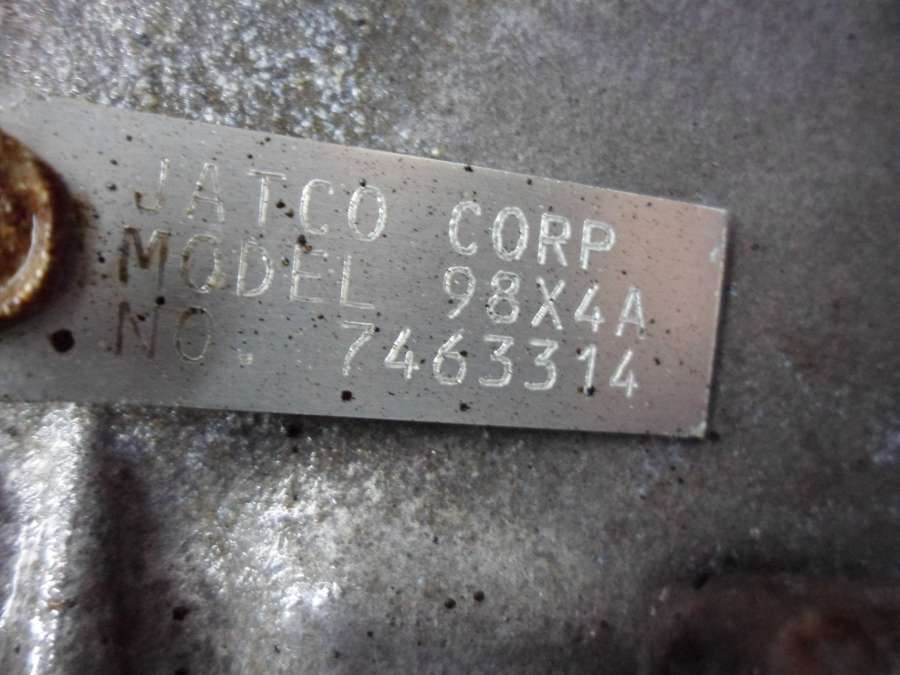 JATCO CORP
MODEL 98X4A
NO. 7463314